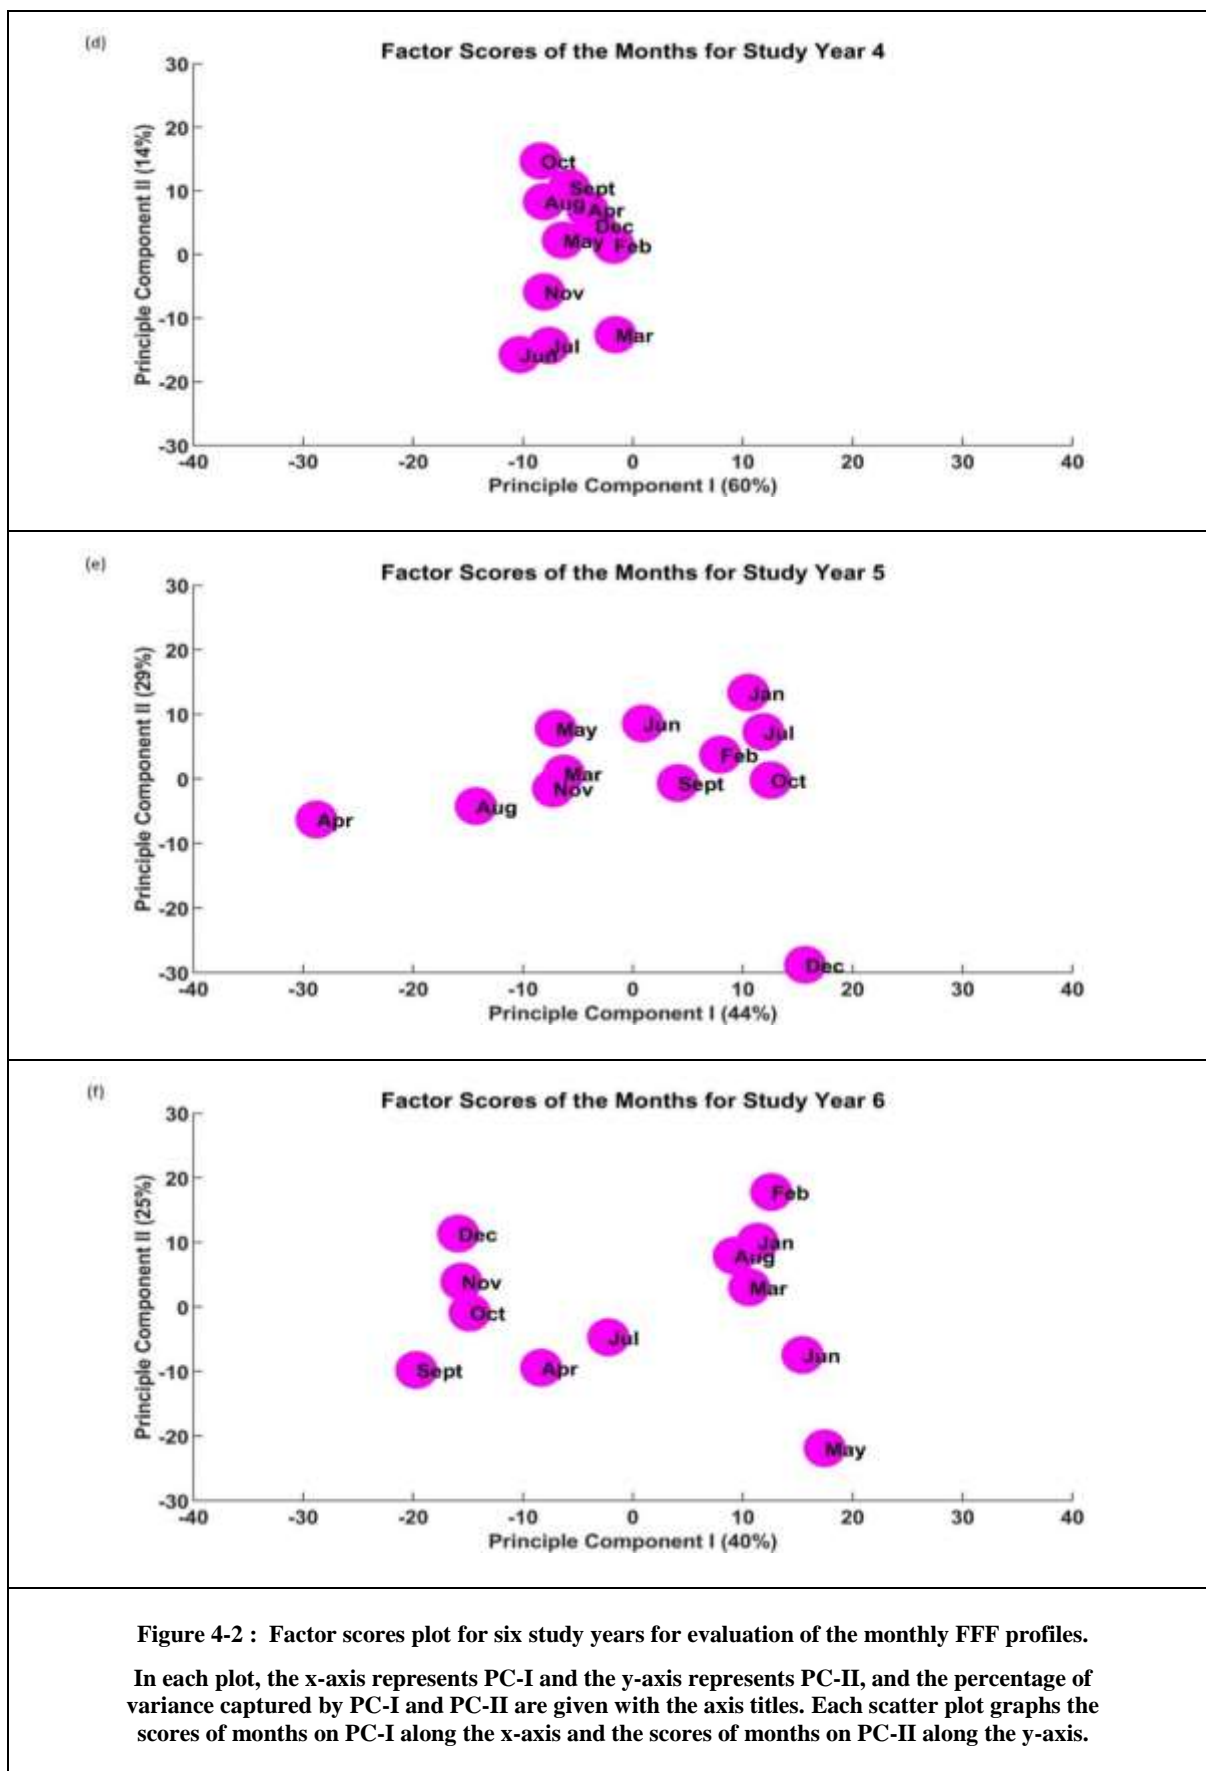 (d)
Factor Scores of the Months for Study Year 4
30
20
10
0
-10
-20
-30
Principle Component II (14%)
Oct
Sept
Aug
Apr
Dec
May
Feb
Nov
Mar
Jul
Jun
-40 -30 -20 -10 0 10 20 30 40
Principle Component I (60%)
(e)
Factor Scores of the Months for Study Year 5
30
20
10
0
-10
-20
-30
Principle Component II (29%)
Jan
Jun
May
Jul
Feb
Mar
Sept
Oct
Nov
Aug
Apr
Dec
-40 -30 -20 -10 0 10 20 30 40
Principle Component I (44%)
(f)
Factor Scores of the Months for Study Year 6
30
20
10
0
-10
-20
-30
Principle Component II (25%)
Feb
Dec
Jan
Aug
Nov
Mar
Oct
Jul
Jun
Sept
Apr
May
-40 -30 -20 -10 0 10 20 30 40
Principle Component I (40%)
Figure 4-2 : Factor scores plot for six study years for evaluation of the monthly FFF profiles.
In each plot, the x-axis represents PC-I and the y-axis represents PC-II, and the percentage of
variance captured by PC-I and PC-II are given with the axis titles. Each scatter plot graphs the
scores of months on PC-I along the x-axis and the scores of months on PC-II along the y-axis.